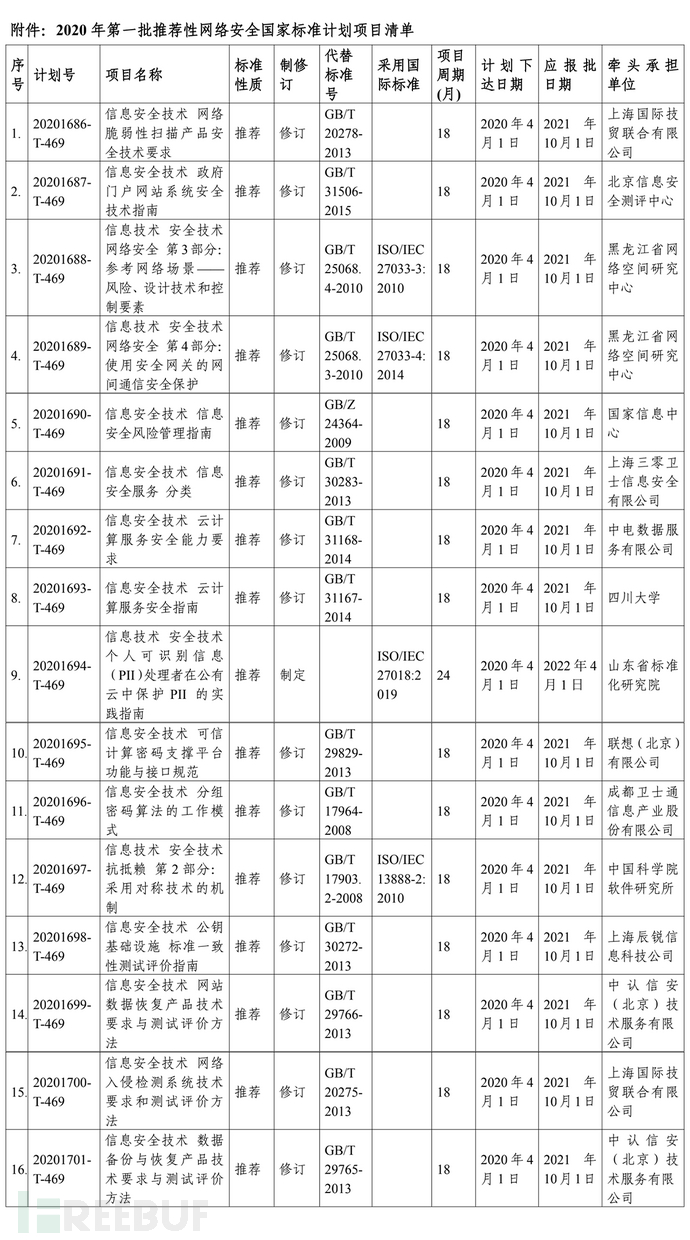 附件：2020 年第一批推荐性网络安全国家标准计划项目清单
序号 计划号 项目名称 标准性质 制修订 代替标准号 采用国际标准 项目周期(月) 计划下达日期 应报批日期 牵头承担单位
1. 20201686-T-469 信息安全技术 网络脆弱性扫描产品安全技术要求 推荐 修订 GB/T 20278-2013 18 2020 年 4 月 1 日 2021 年 10 月 1 日 上海国际技贸联合有限公司
2. 20201687-T-469 信息安全技术 政府门户网站系统安全技术指南 推荐 修订 GB/T 31506-2015 18 2020 年 4 月 1 日 2021 年 10 月 1 日 北京信息安全测评中心
3. 20201688-T-469 信息技术 安全技术 网络安全 第 3 部分：参考网络场景——风险、设计技术和控制要素 推荐 修订 GB/T 25068.4-2010 ISO/IEC 27033-3:2010 18 2020 年 4 月 1 日 2021 年 10 月 1 日 黑龙江省网络空间研究中心
4. 20201689-T-469 信息技术 安全技术 网络安全 第 4 部分：使用安全网关的网间通信安全保护 推荐 修订 GB/T 25068.3-2010 ISO/IEC 27033-4:2014 18 2020 年 4 月 1 日 2021 年 10 月 1 日 黑龙江省网络空间研究中心
5. 20201690-T-469 信息安全技术 信息安全风险管理指南 推荐 修订 GB/Z 24364-2009 18 2020 年 4 月 1 日 2021 年 10 月 1 日 国家信息中心
6. 20201691-T-469 信息安全技术 信息安全服务 分类 推荐 修订 GB/T 30283-2013 18 2020 年 4 月 1 日 2021 年 10 月 1 日 上海三零卫士信息安全有限公司
7. 20201692-T-469 信息安全技术 云计算服务安全能力要求 推荐 修订 GB/T 31168-2014 18 2020 年 4 月 1 日 2021 年 10 月 1 日 中电数据服务有限公司
8. 20201693-T-469 信息安全技术 云计算服务安全指南 推荐 修订 GB/T 31167-2014 18 2020 年 4 月 1 日 2021 年 10 月 1 日 四川大学
9. 20201694-T-469 信息技术 安全技术 个人可识别信息（PII）处理者在公有云中保护 PII 的实践指南 推荐 制定 ISO/IEC 27018:2019 24 2020 年 4 月 1 日 2022 年 4 月 1 日 山东省标准化研究院
10. 20201695-T-469 信息安全技术 可信计算密码支撑平台功能与接口规范 推荐 修订 GB/T 29829-2013 18 2020 年 4 月 1 日 2021 年 10 月 1 日 联想（北京）有限公司
11. 20201696-T-469 信息安全技术 分组密码算法的工作模式 推荐 修订 GB/T 17964-2008 18 2020 年 4 月 1 日 2021 年 10 月 1 日 成都卫士通信息产业股份有限公司
12. 20201697-T-469 信息技术 安全技术 抗抵赖 第 2 部分：采用对称技术的机制 推荐 修订 GB/T 17903.2-2008 ISO/IEC 13888-2:2010 18 2020 年 4 月 1 日 2021 年 10 月 1 日 中国科学院软件研究所
13. 20201698-T-469 信息安全技术 公钥基础设施 标准一致性测试评价指南 推荐 修订 GB/T 30272-2013 18 2020 年 4 月 1 日 2021 年 10 月 1 日 上海辰锐信息科技公司
14. 20201699-T-469 信息安全技术 网站数据恢复产品技术要求与测试评价方法 推荐 修订 GB/T 29766-2013 18 2020 年 4 月 1 日 2021 年 10 月 1 日 中认信安（北京）技术服务有限公司
15. 20201700-T-469 信息安全技术 网络入侵检测系统技术要求和测试评价方法 推荐 修订 GB/T 20275-2013 18 2020 年 4 月 1 日 2021 年 10 月 1 日 上海国际技贸联合有限公司
16. 20201701-T-469 信息安全技术 数据备份与恢复产品技术要求与测试评价方法 推荐 修订 GB/T 29765-2013 18 2020 年 4 月 1 日 2021 年 10 月 1 日 中认信安（北京）技术服务有限公司
FREEBUF